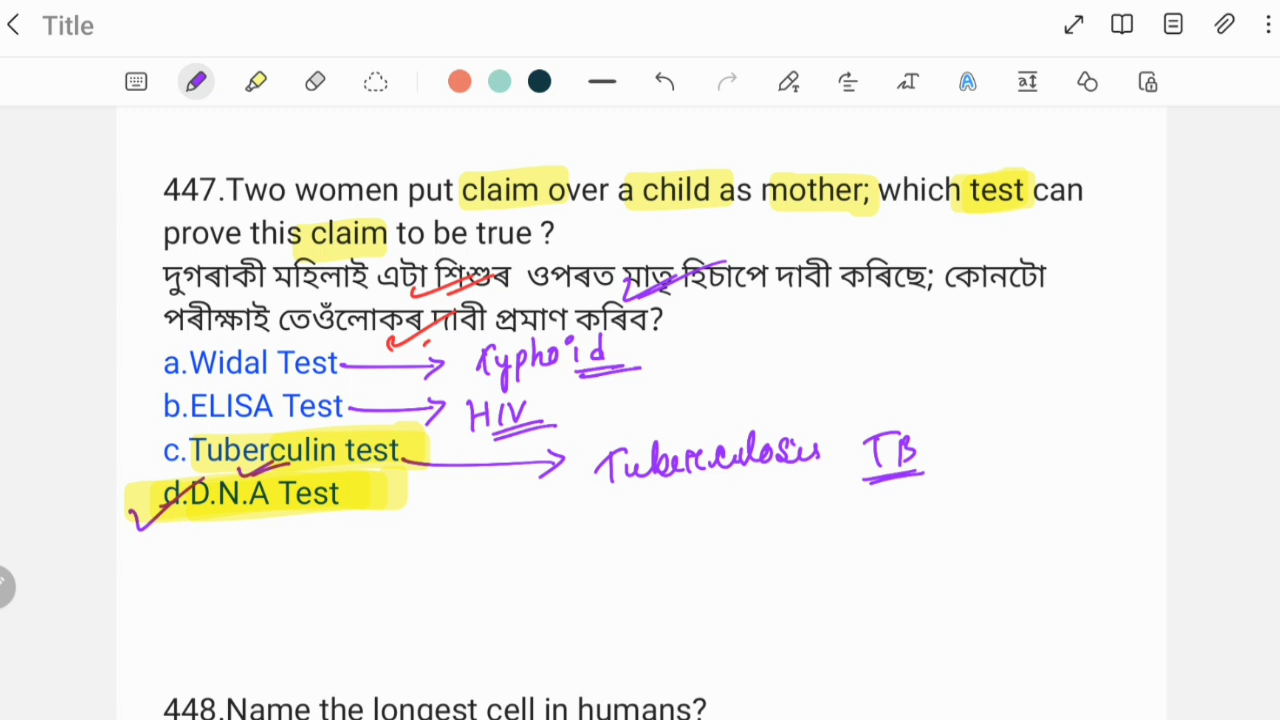 Title
447.Two women put claim over a child as mother; which test can
prove this claim to be true ?
দুগৰাকী মহিলাই এটা শিশুৰ ওপৰত মাতৃ হিচাপে দাবী কৰিছে; কোনটো
পৰীক্ষাই তেওঁলোকৰ দাবী প্ৰমাণ কৰিব?
a.Widal Test Typhoid
b.ELISA Test HIV
c.Tuberculin test Tuberculosis TB
d.D.N.A Test
448.Name the longest cell in humans?